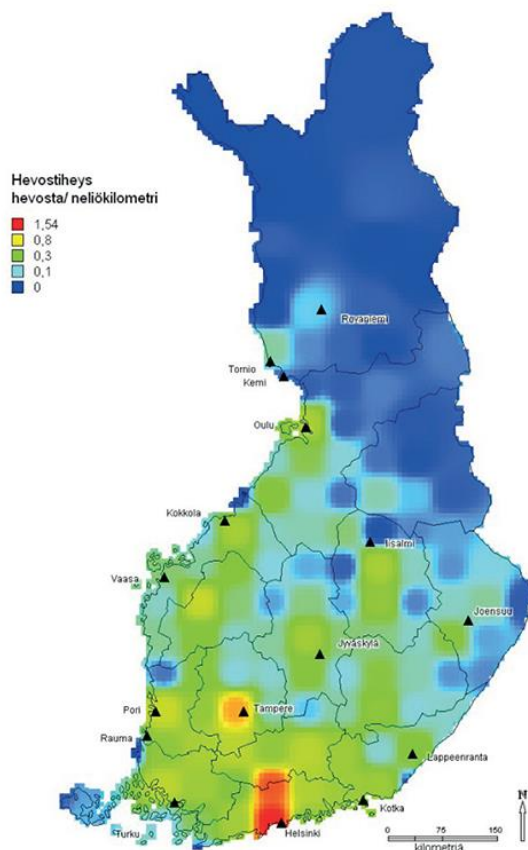 Hevostiheys
hevosta/ neliökilometri
1,54
0,8
0,3
0,1
0
Rovaniemi
Tornio
Kemi
Oulu
Kokkola
Iisalmi
Vaasa
Joensuu
Jyväskylä
Pori
Tampere
Rauma
Lappeenranta
Kotka
Turku
Helsinki
N
0 75 150
kilometriä